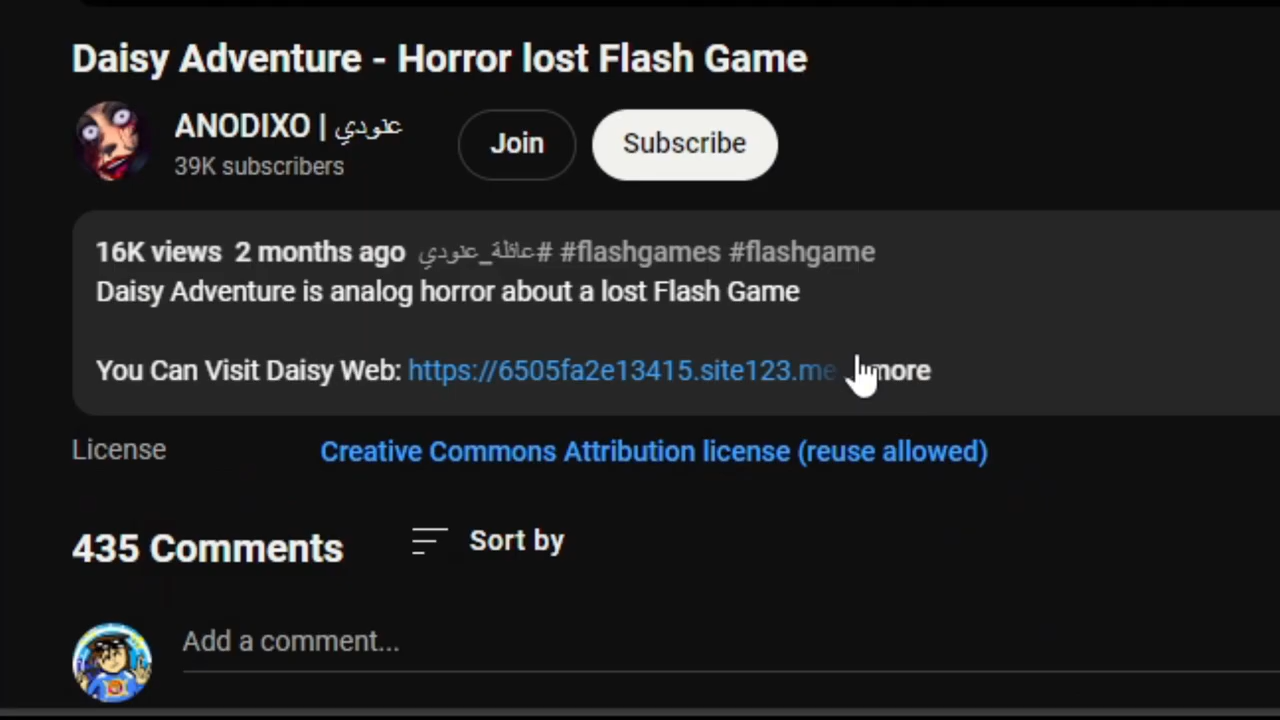 Daisy Adventure - Horror lost Flash Game
ANODIXO | عنودي
Join
Subscribe
39K subscribers
16K views 2 months ago #عائلة_عنودي #flashgames #flashgame
Daisy Adventure is analog horror about a lost Flash Game
You Can Visit Daisy Web: https://6505fa2e13415.site123.me
more
License
Creative Commons Attribution license (reuse allowed)
435 Comments
Sort by
Add a comment...